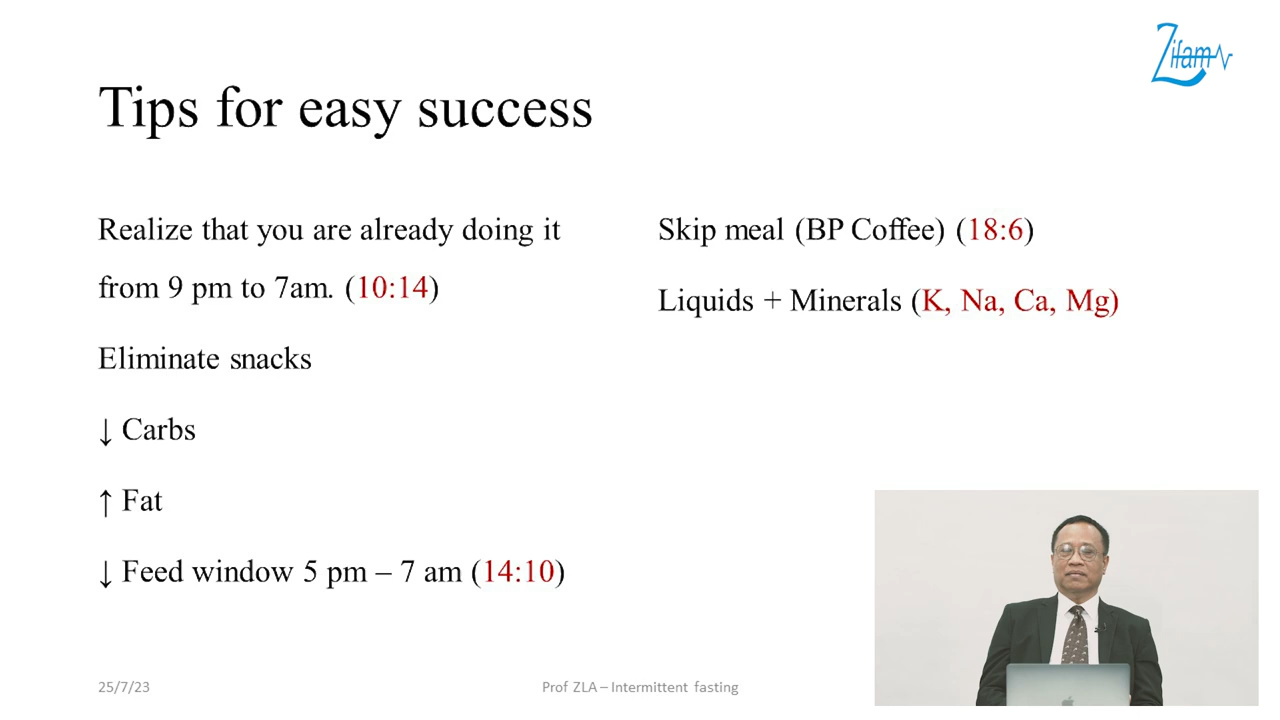 Zifam
Tips for easy success
Realize that you are already doing it
from 9 pm to 7am. (10:14)
Eliminate snacks
↓ Carbs
↑ Fat
↓ Feed window 5 pm – 7 am (14:10)
Skip meal (BP Coffee) (18:6)
Liquids + Minerals (K, Na, Ca, Mg)
25/7/23
Prof ZLA – Intermittent fasting